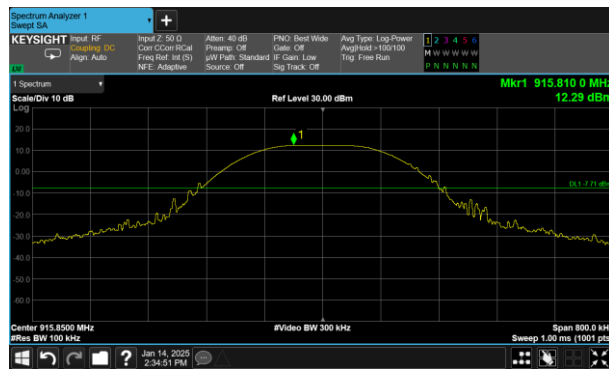 Spectrum Analyzer 1
Swept SA
KEYSIGHT
Input: RF
Coupling: DC
Align: Auto
Input Z: 50 Ω
Corr CCorr RCal
Freq Ref: Int (S)
NFE: Adaptive
Atten: 40 dB
Preamp: Off
µW Path: Standard
Source: Off
PNO: Best Wide
Gate: Off
IF Gain: Low
Sig Track: Off
Avg Type: Log-Power
Avg|Hold:>100/100
Trig: Free Run
1 2 3 4 5 6
M W W W W W
P N N N N N
1 Spectrum
Mkr1 915.810 0 MHz
12.29 dBm
Scale/Div 10 dB
Ref Level 30.00 dBm
Log
20.0
10.0
0.00
-10.0
-20.0
-30.0
-40.0
-50.0
-60.0
1
DL1 -7.71 dBm
Center 915.8500 MHz
#Res BW 100 kHz
#Video BW 300 kHz
Span 800.0 kH
Sweep 1.00 ms (1001 pts
Jan 14, 2025
2:34:51 PM